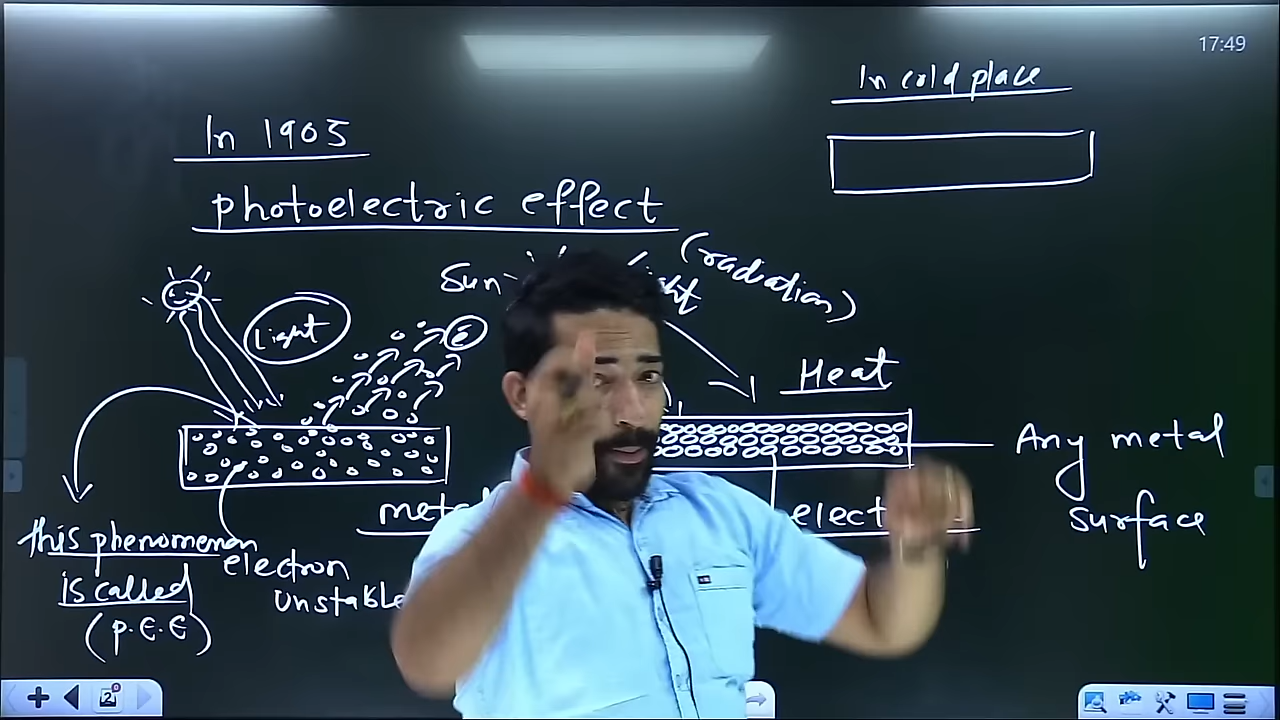 17:49
In cold place
In 1905
photoelectric effect
Sun
(radiation)
Light
e
Heat
Any metal
surface
this phenomenon
is called
(P.E.E)
electron
unstable